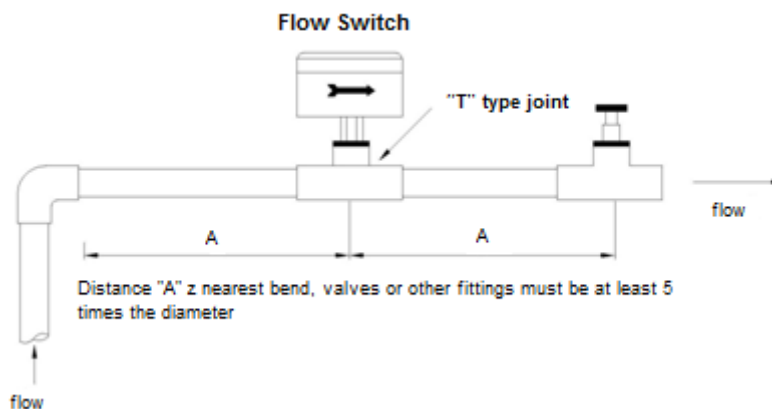 Flow Switch
"T" type joint
flow
A
A
Distance "A" z nearest bend, valves or other fittings must be at least 5
times the diameter
flow